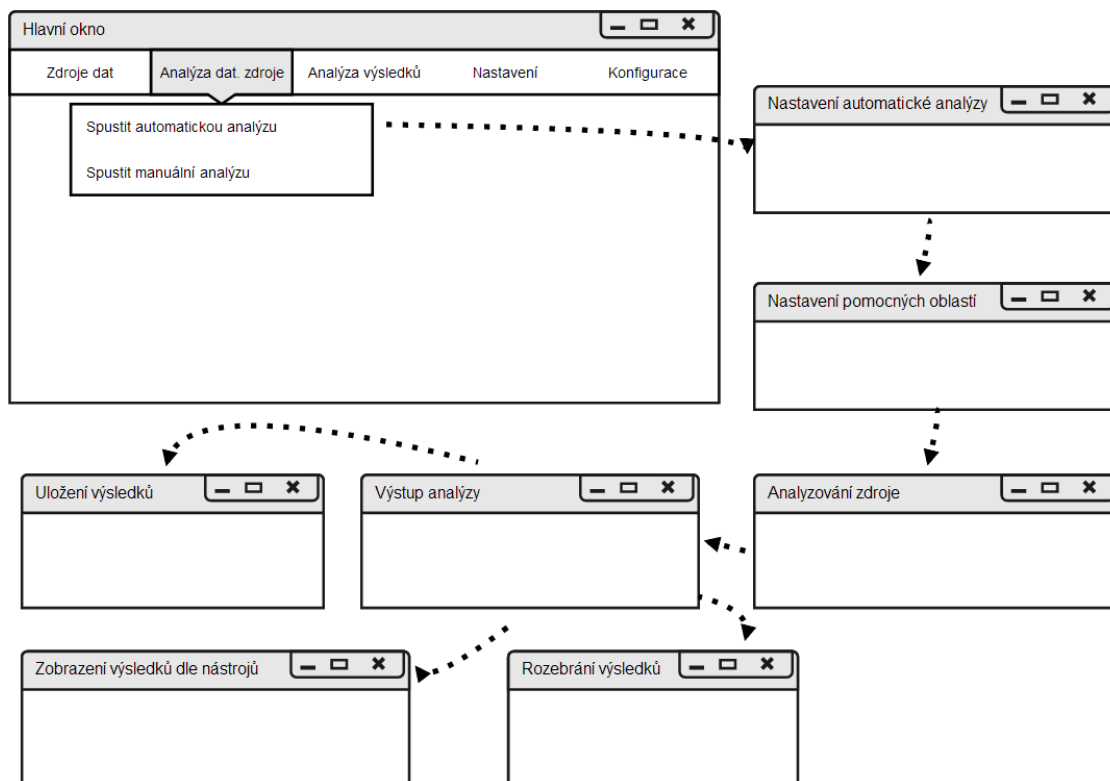 Hlavní okno
Zdroje dat
Analýza dat. zdroje
Analýza výsledků
Nastavení
Konfigurace
Spustit automatickou analýzu
Spustit manuální analýzu
Nastavení automatické analýzy
Nastavení pomocných oblastí
Uložení výsledků
Výstup analýzy
Analyzování zdroje
Zobrazení výsledků dle nástrojů
Rozebrání výsledků